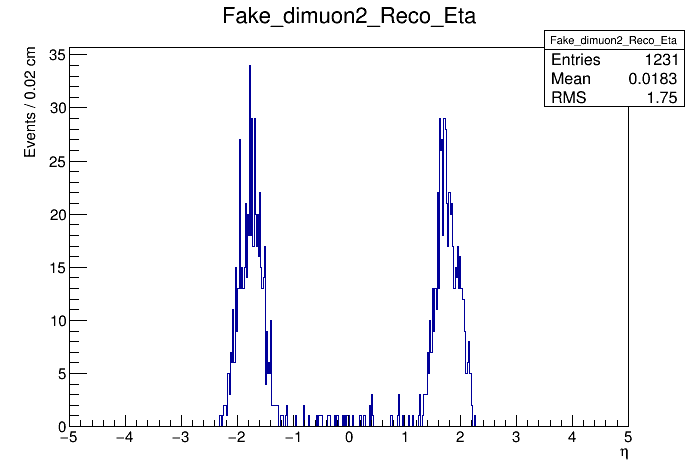 Fake_dimuon2_Reco_Eta
Fake_dimuon2_Reco_Eta
Entries 1231
Mean 0.0183
RMS 1.75
Events / 0.02 cm
35
30
25
20
15
10
5
0
−5 −4 −3 −2 −1 0 1 2 3 4 5
η